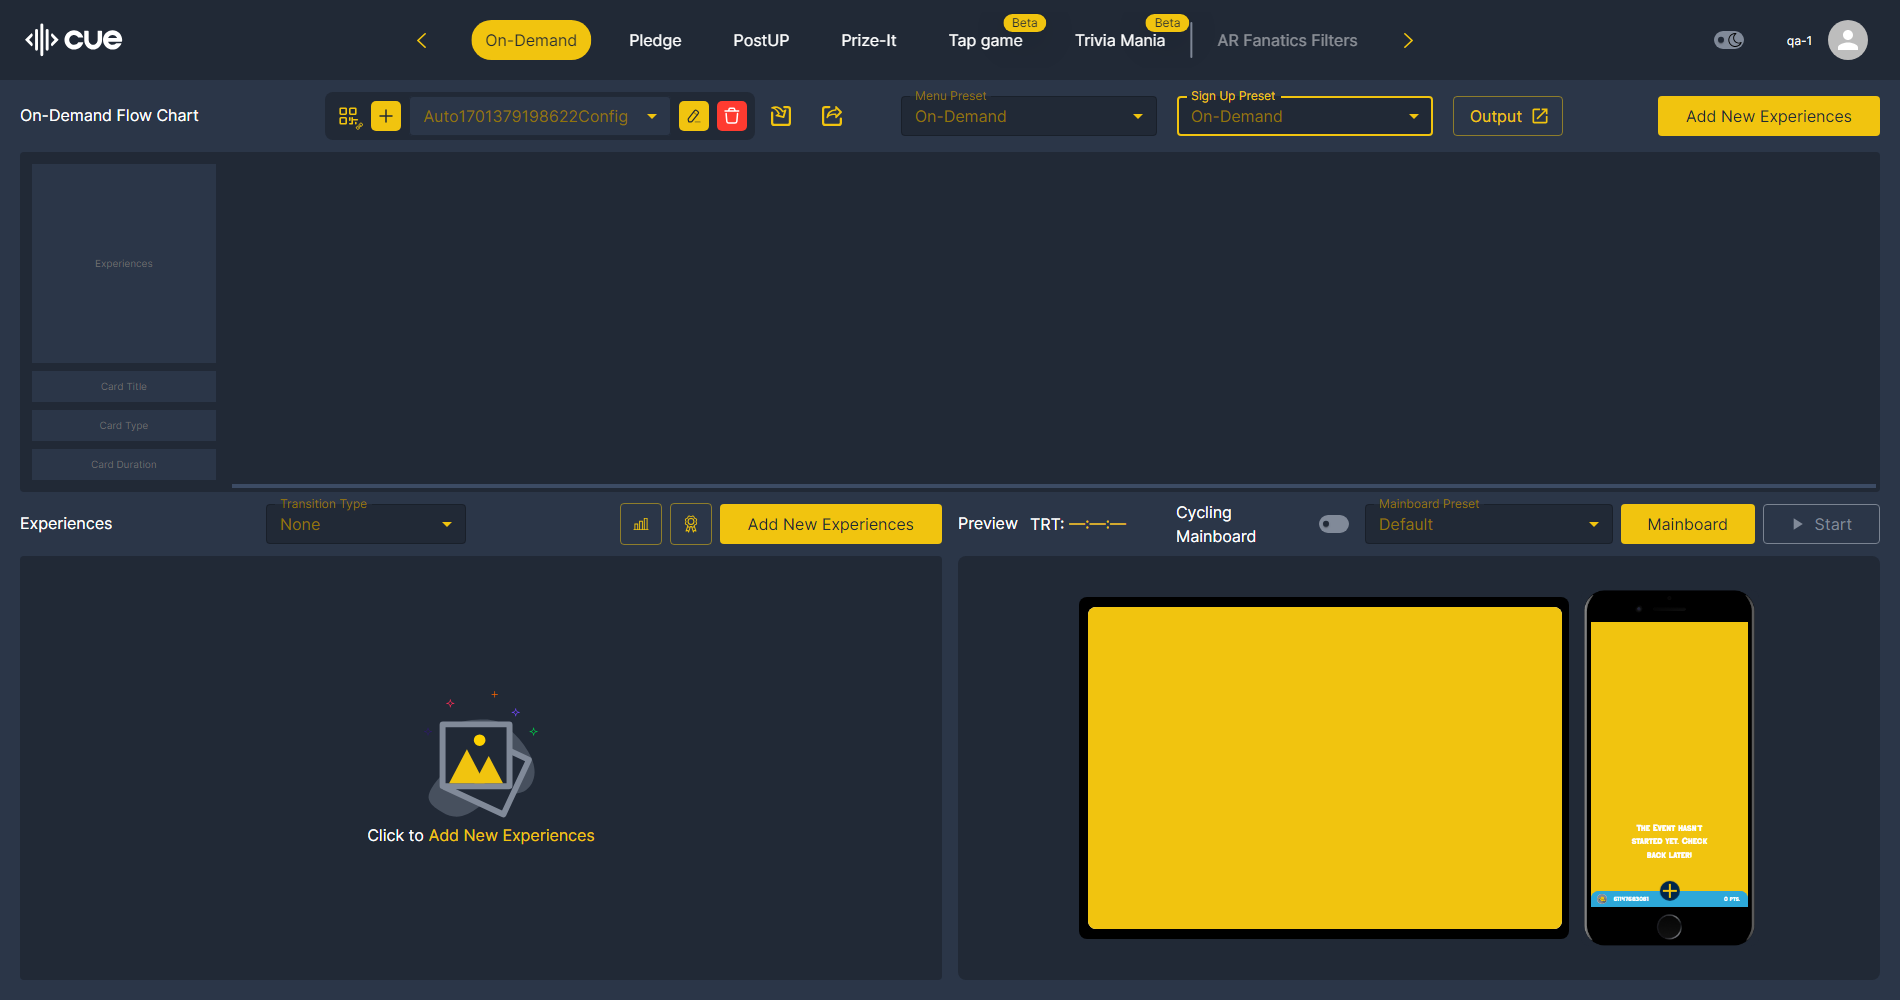 cue
On-Demand
Pledge
PostUP
Prize-It
Tap game
Beta
Trivia Mania
Beta
AR Fanatics Filters
qa-1
On-Demand Flow Chart
Auto1701379198622Config
Menu Preset
On-Demand
Sign Up Preset
On-Demand
Output
Add New Experiences
Experiences
Card Title
Card Type
Card Duration
Experiences
Transition Type
None
Add New Experiences
Preview
TRT: —:—:—
Cycling
Mainboard
Mainboard Preset
Default
Mainboard
Start
Click to Add New Experiences
The Event hasn't
started yet. Check
back later!
0 pts.